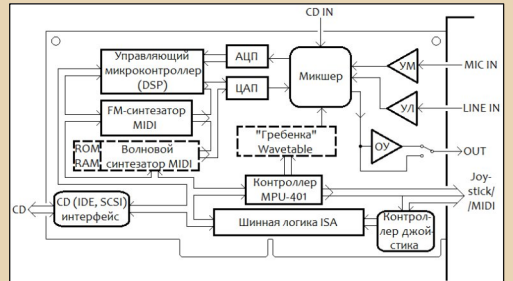 CD IN
Управляющий
микроконтроллер
(DSP)
АЦП
ЦАП
Микшер
УМ
MIC IN
УЛ
LINE IN
FM-синтезатор
MIDI
ROM
RAM
Волновой
синтезатор MIDI
"Гребенка"
Wavetable
ОУ
OUT
Joy-
stick/
/MIDI
Контроллер
MPU-401
CD
CD (IDE, SCSI)
интерфейс
Шинная логика ISA
Контрол-
лер джой-
стика